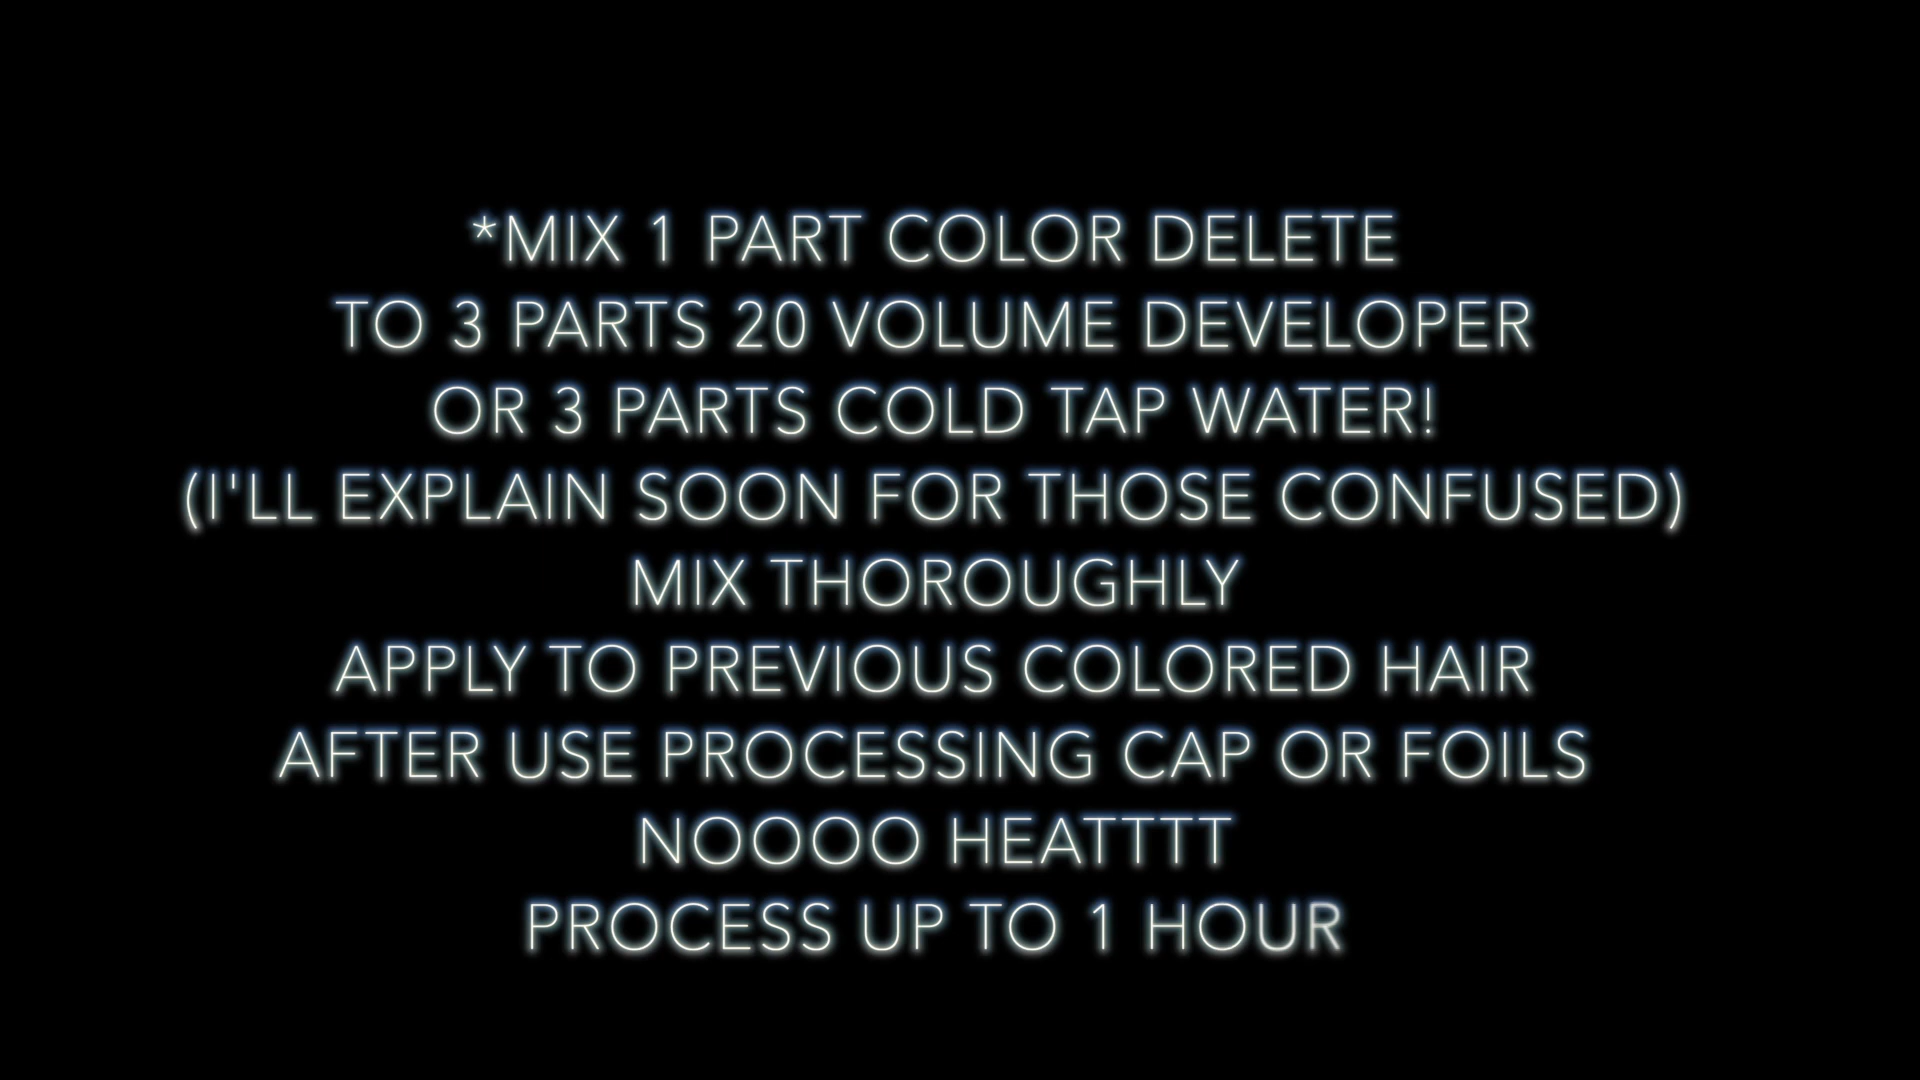 *MIX 1 PART COLOR DELETE
TO 3 PARTS 20 VOLUME DEVELOPER
OR 3 PARTS COLD TAP WATER!
(I'LL EXPLAIN SOON FOR THOSE CONFUSED)
MIX THOROUGHLY
APPLY TO PREVIOUS COLORED HAIR
AFTER USE PROCESSING CAP OR FOILS
NOOOO HEATTTT
PROCESS UP TO 1 HOUR